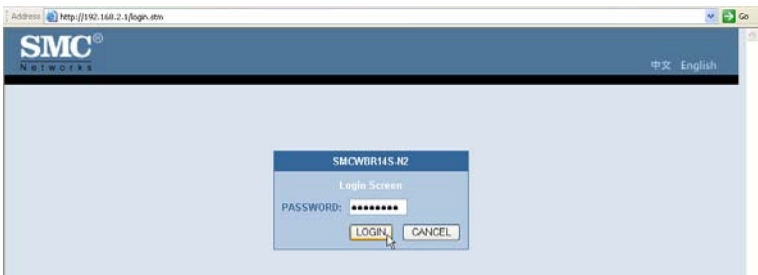 Address http://192.168.2.1/login.stm Go
SMC®
Networks
中文 English
SMCWBR14S-N2
Login Screen
PASSWORD: ••••••••
LOGIN CANCEL